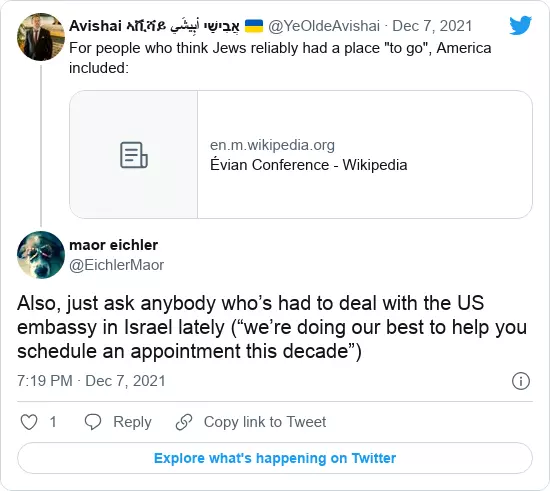 Avishai አቪሻይ أبيشَي אֲבִישַׁי 🇺🇦 @YeOldeAvishai · Dec 7, 2021
For people who think Jews reliably had a place "to go", America
included:
en.m.wikipedia.org
Évian Conference - Wikipedia
maor eichler
@EichlerMaor
Also, just ask anybody who’s had to deal with the US
embassy in Israel lately (“we’re doing our best to help you
schedule an appointment this decade”)
7:19 PM · Dec 7, 2021
1 Reply Copy link to Tweet
Explore what's happening on Twitter